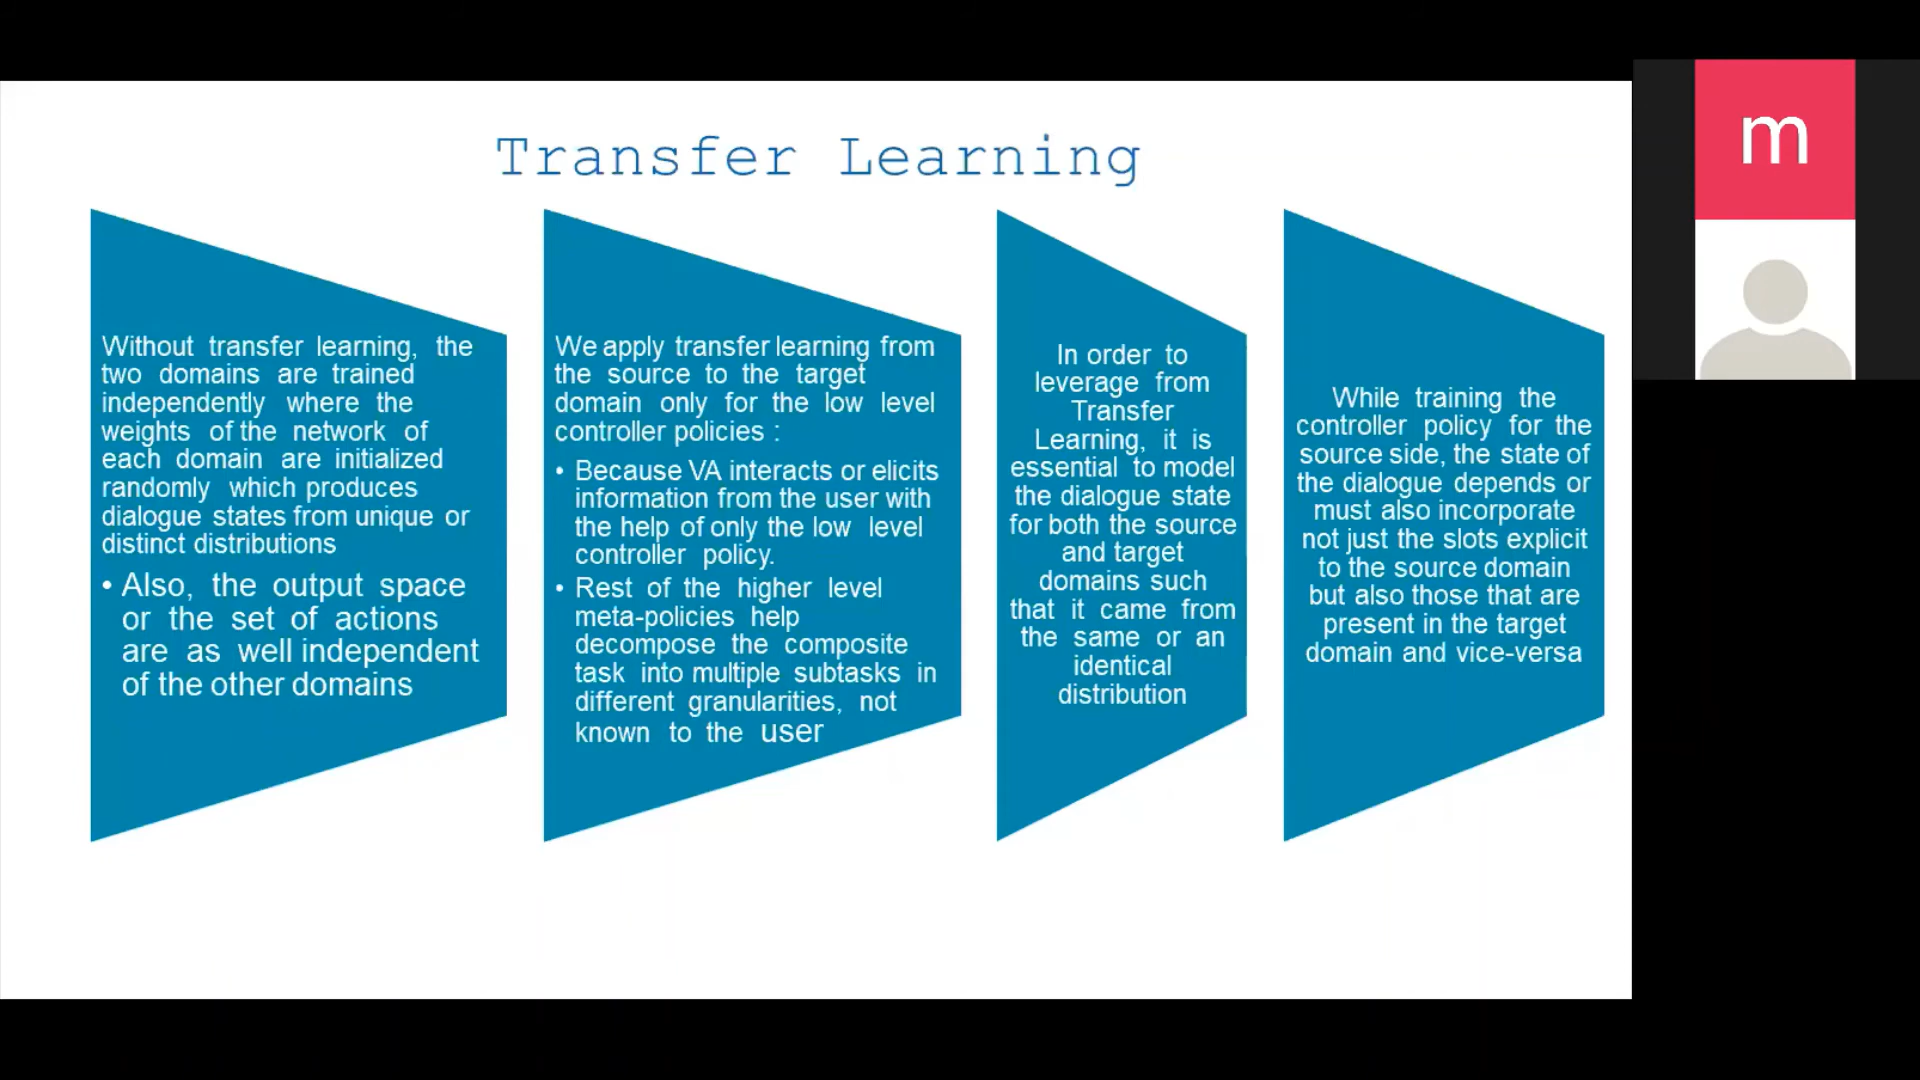 Transfer Learning
Without transfer learning, the
two domains are trained
independently where the
weights of the network of
each domain are initialized
randomly which produces
dialogue states from unique or
distinct distributions
• Also, the output space
or the set of actions
are as well independent
of the other domains
We apply transfer learning from
the source to the target
domain only for the low level
controller policies :
• Because VA interacts or elicits
information from the user with
the help of only the low level
controller policy.
• Rest of the higher level
meta-policies help
decompose the composite
task into multiple subtasks in
different granularities, not
known to the user
In order to
leverage from
Transfer
Learning, it is
essential to model
the dialogue state
for both the source
and target
domains such
that it came from
the same or an
identical
distribution
While training the
controller policy for the
source side, the state of
the dialogue depends or
must also incorporate
not just the slots explicit
to the source domain
but also those that are
present in the target
domain and vice-versa
m